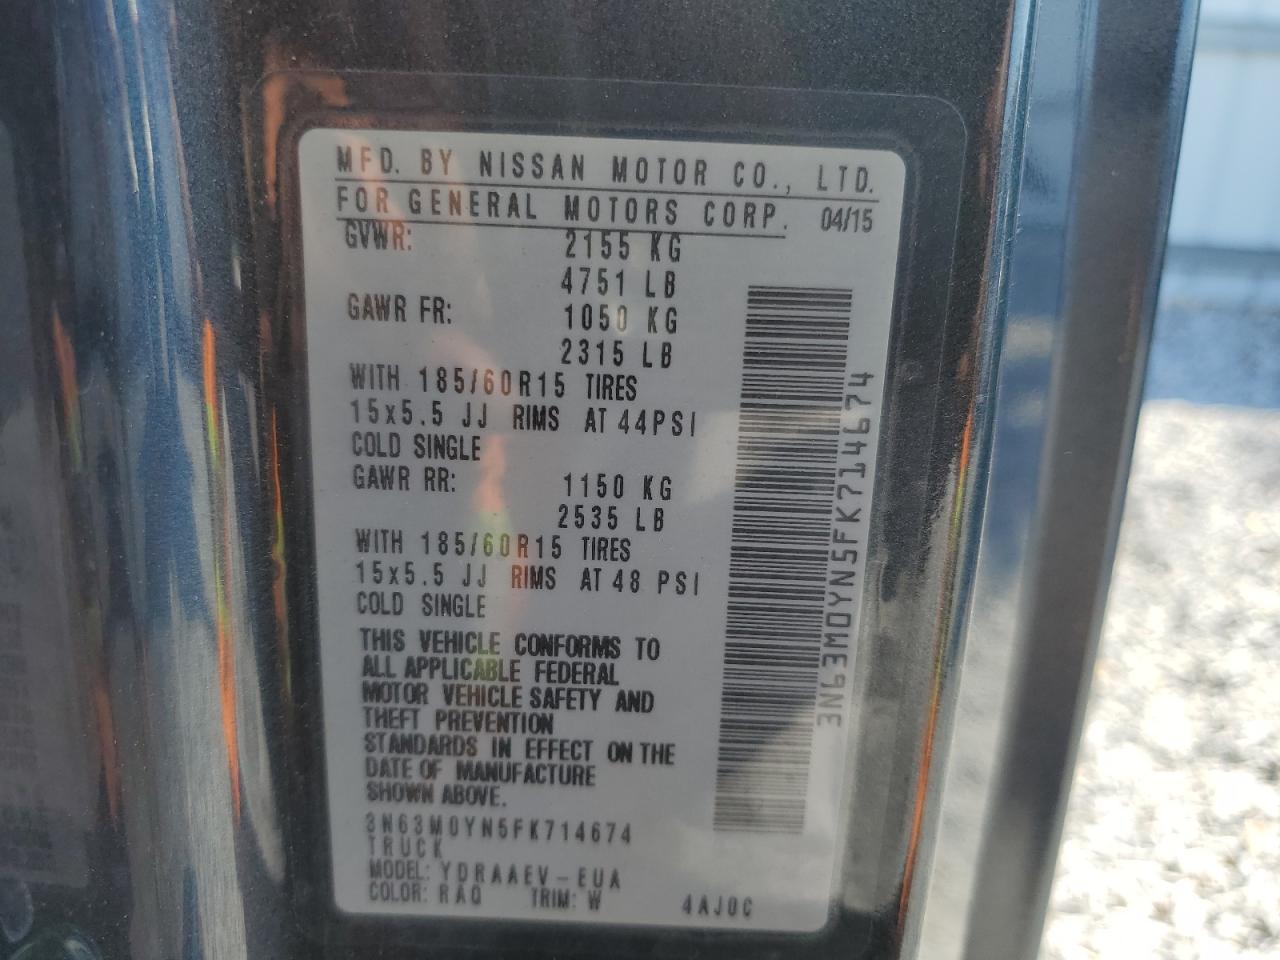 MFD. BY NISSAN MOTOR CO., LTD.
FOR GENERAL MOTORS CORP. 04/15
GVWR: 2155 KG
4751 LB
GAWR FR: 1050 KG
2315 LB
WITH 185/60R15 TIRES
15x5.5 JJ RIMS AT 44PSI
COLD SINGLE
GAWR RR: 1150 KG
2535 LB
WITH 185/60R15 TIRES
15x5.5 JJ RIMS AT 48 PSI
COLD SINGLE
THIS VEHICLE CONFORMS TO
ALL APPLICABLE FEDERAL
MOTOR VEHICLE SAFETY AND
THEFT PREVENTION
STANDARDS IN EFFECT ON THE
DATE OF MANUFACTURE
SHOWN ABOVE.
3N63M0YN5FK714674
TRUCK
MODEL: YDRAAEV-EUA
COLOR: RAQ TRIM: W 4AJ0C
3N63M0YN5FK714674